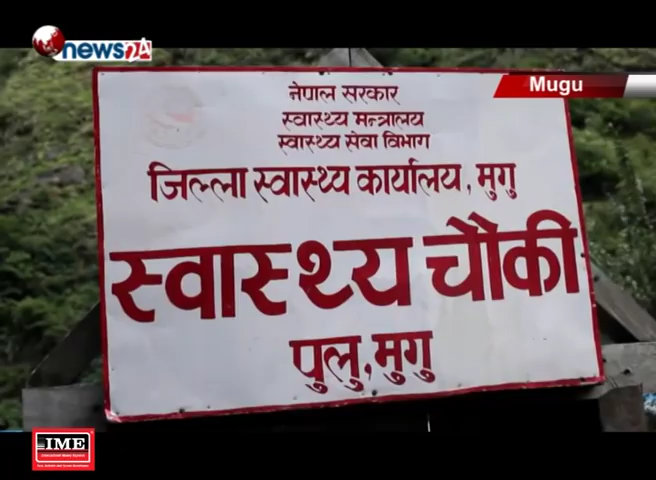 news24
Mugu
नेपाल सरकार
स्वास्थ्य मन्त्रालय
स्वास्थ्य सेवा विभाग
जिल्ला स्वास्थ्य कार्यालय, मुगु
स्वास्थ्य चौकी
पुलु, मुगु
IME